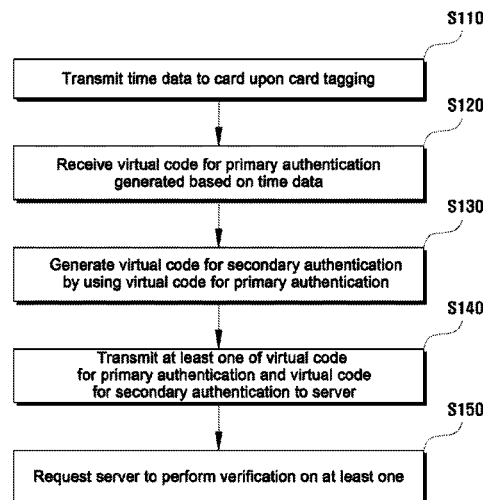 S110
Transmit time data to card upon card tagging
S120
Receive virtual code for primary authentication
generated based on time data
S130
Generate virtual code for secondary authentication
by using virtual code for primary authentication
S140
Transmit at least one of virtual code
for primary authentication and virtual code
for secondary authentication to server
S150
Request server to perform verification on at least one